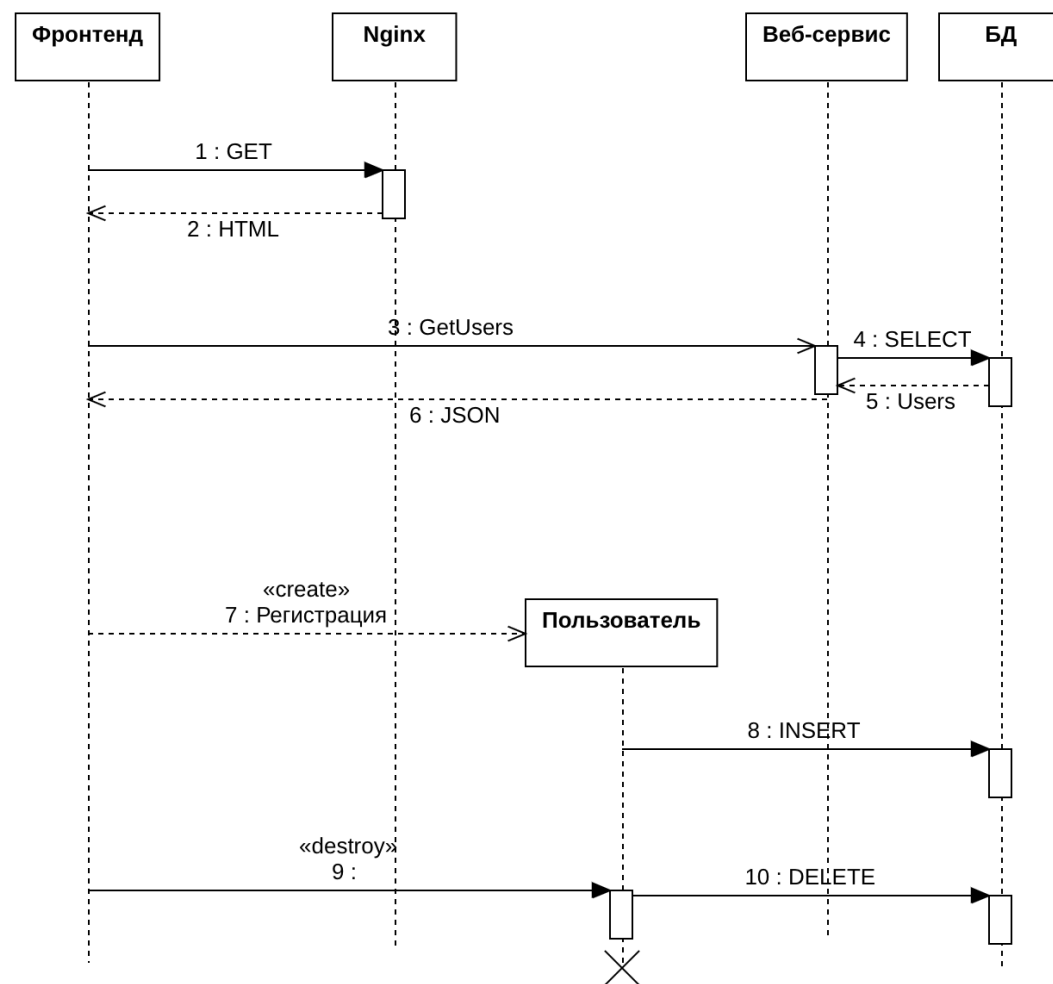 Фронтенд
Nginx
Веб-сервис
БД
1 : GET
2 : HTML
3 : GetUsers
4 : SELECT
5 : Users
6 : JSON
«create»
7 : Регистрация
Пользователь
8 : INSERT
«destroy»
9 :
10 : DELETE